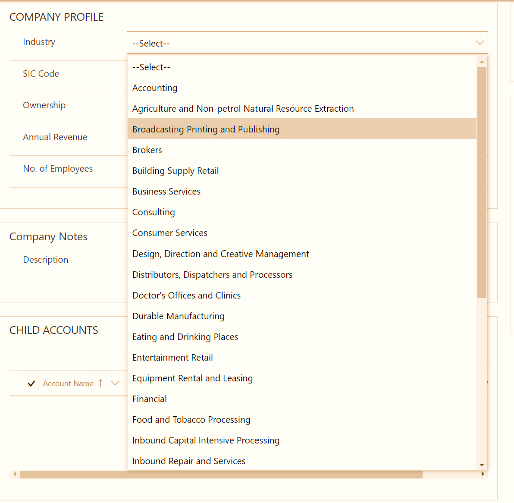 COMPANY PROFILE
Industry
--Select--
--Select--
Accounting
Agriculture and Non-petrol Natural Resource Extraction
Broadcasting Printing and Publishing
Brokers
Building Supply Retail
Business Services
Consulting
Consumer Services
Design, Direction and Creative Management
Distributors, Dispatchers and Processors
Doctor's Offices and Clinics
Durable Manufacturing
Eating and Drinking Places
Entertainment Retail
Equipment Rental and Leasing
Financial
Food and Tobacco Processing
Inbound Capital Intensive Processing
Inbound Repair and Services
SIC Code
Ownership
Annual Revenue
No. of Employees
Company Notes
Description
CHILD ACCOUNTS
Account Name ↑